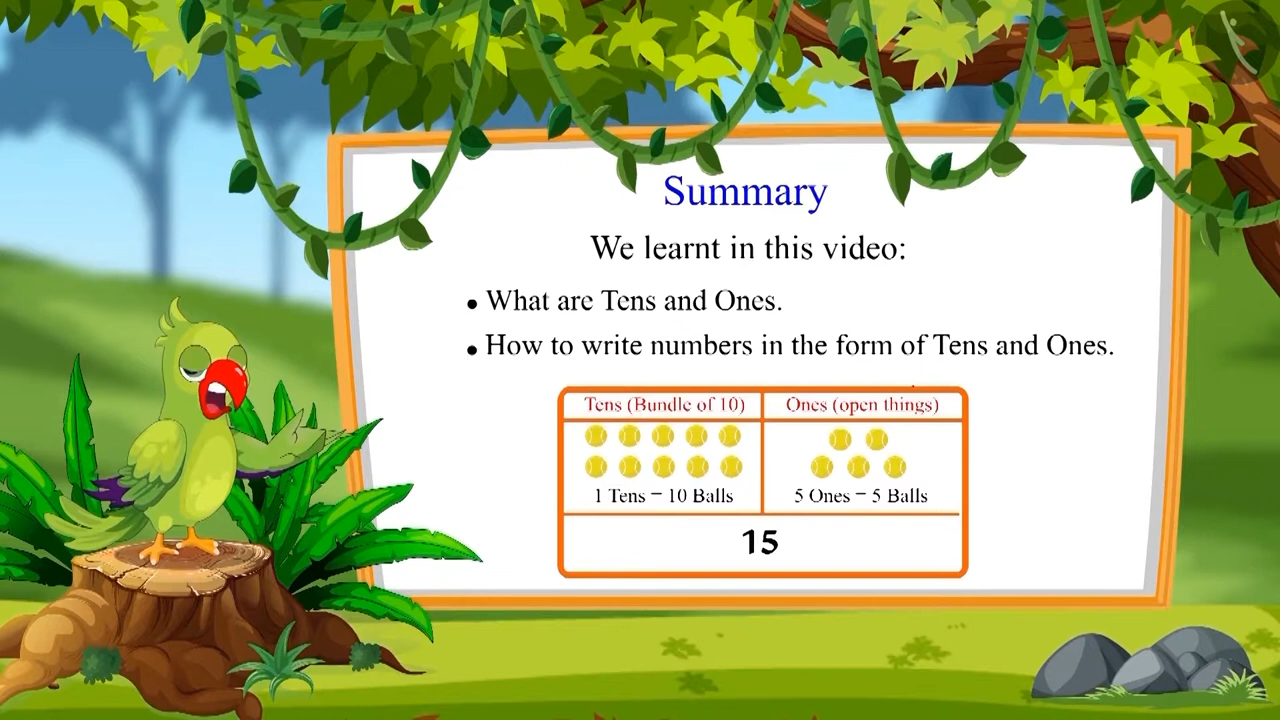 Summary
We learnt in this video:
• What are Tens and Ones.
• How to write numbers in the form of Tens and Ones.
Tens (Bundle of 10) Ones (open things)
1 Tens = 10 Balls 5 Ones = 5 Balls
15